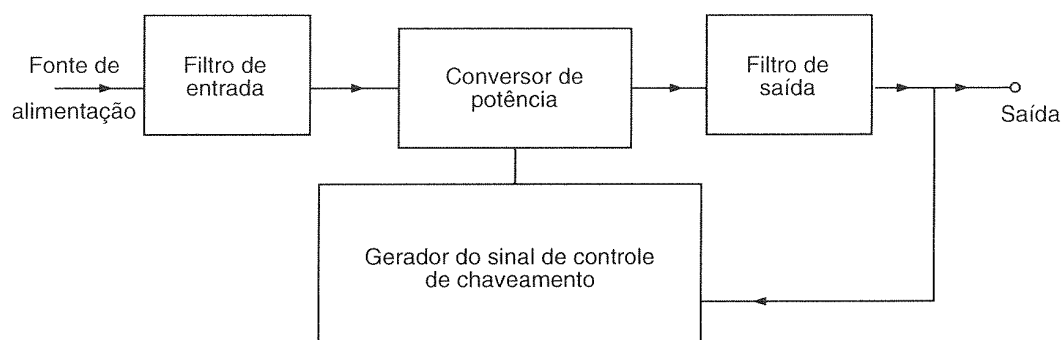 Fonte de
alimentação
Filtro de
entrada
Conversor de
potência
Filtro de
saída
Saída
Gerador do sinal de controle
de chaveamento